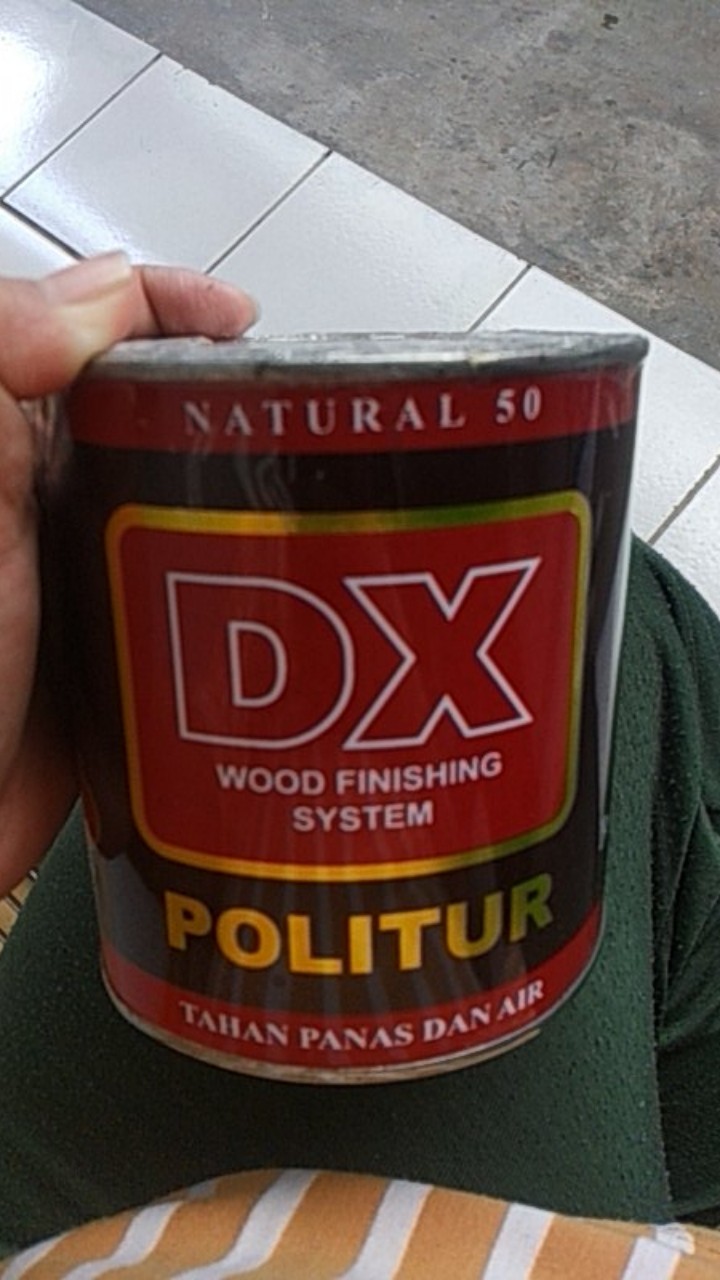 NATURAL 50
DX
WOOD FINISHING
SYSTEM
POLITUR
TAHAN PANAS DAN AIR